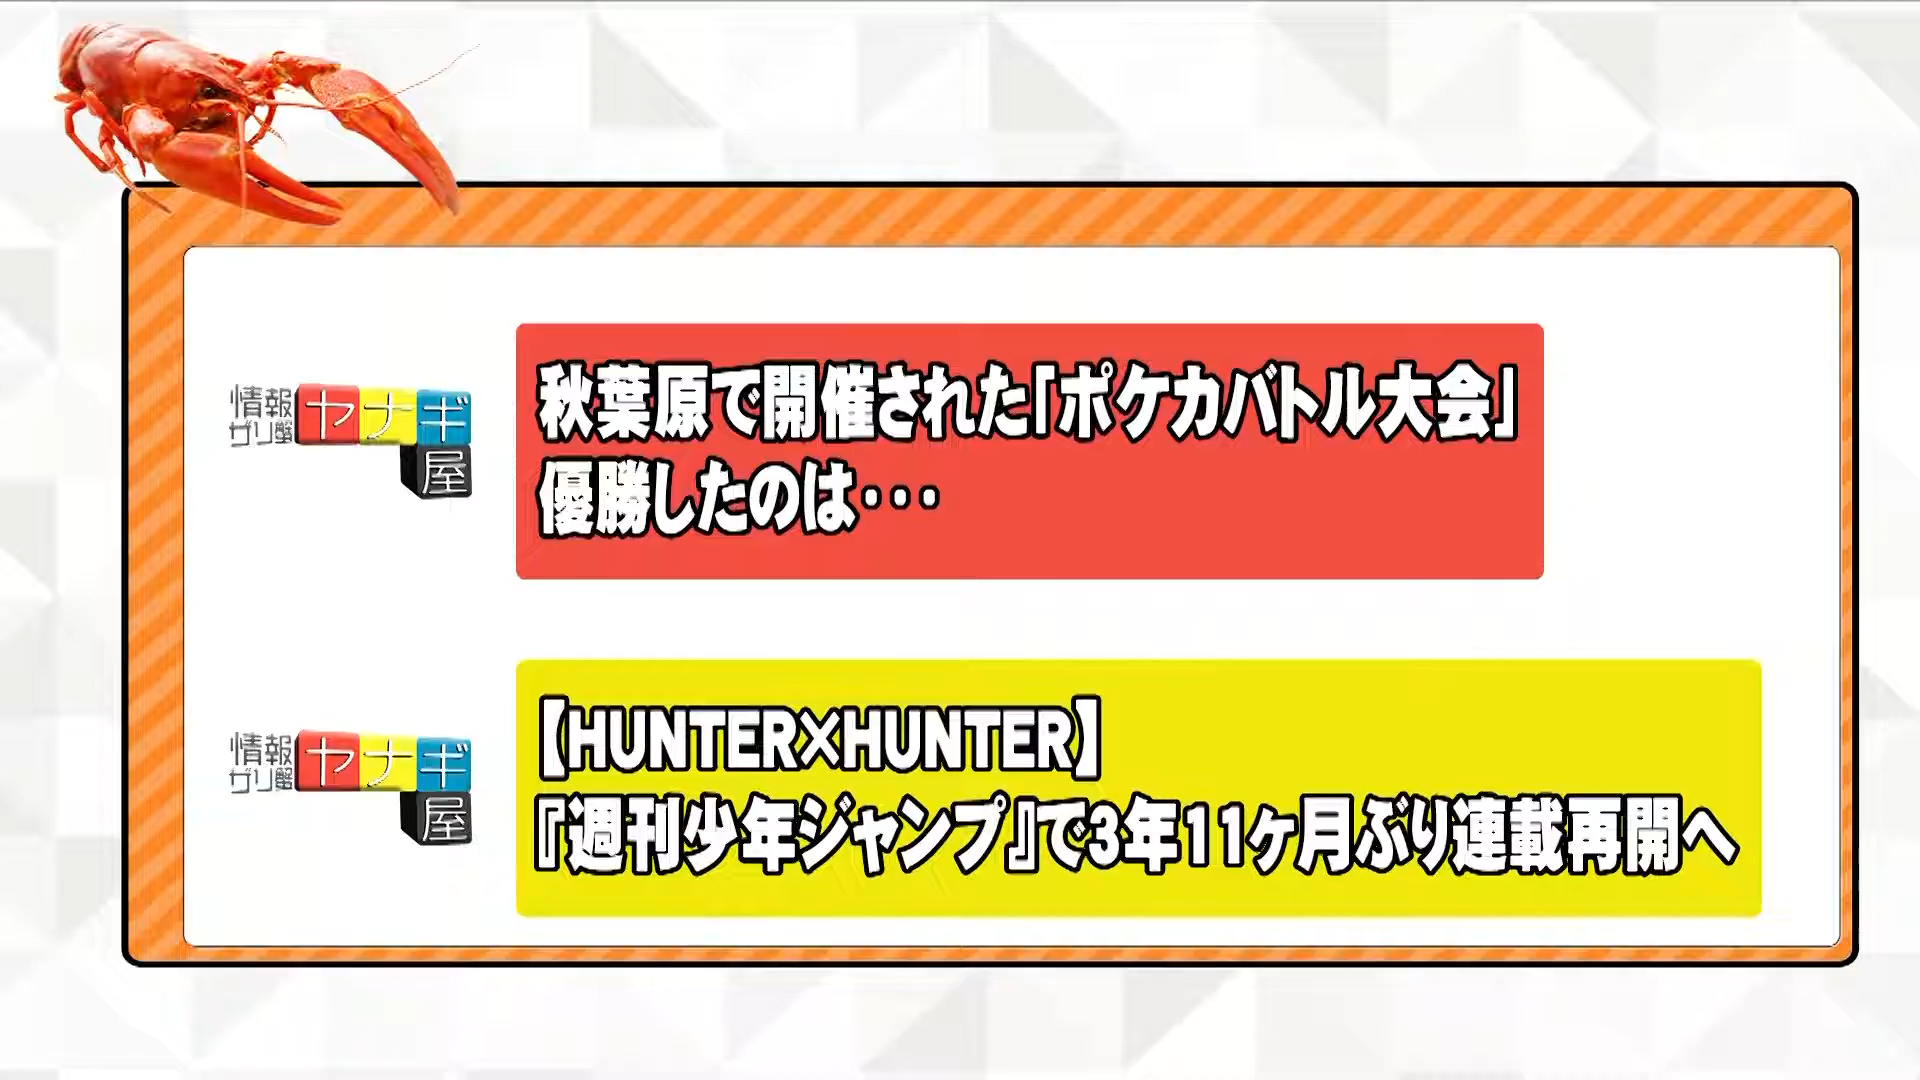 情報
ザリ蟹
ヤナギ
屋
秋葉原で開催された「ポケカバトル大会」
優勝したのは・・・
情報
ザリ蟹
ヤナギ
屋
【HUNTER×HUNTER】
『週刊少年ジャンプ』で3年11ヶ月ぶり連載再開へ